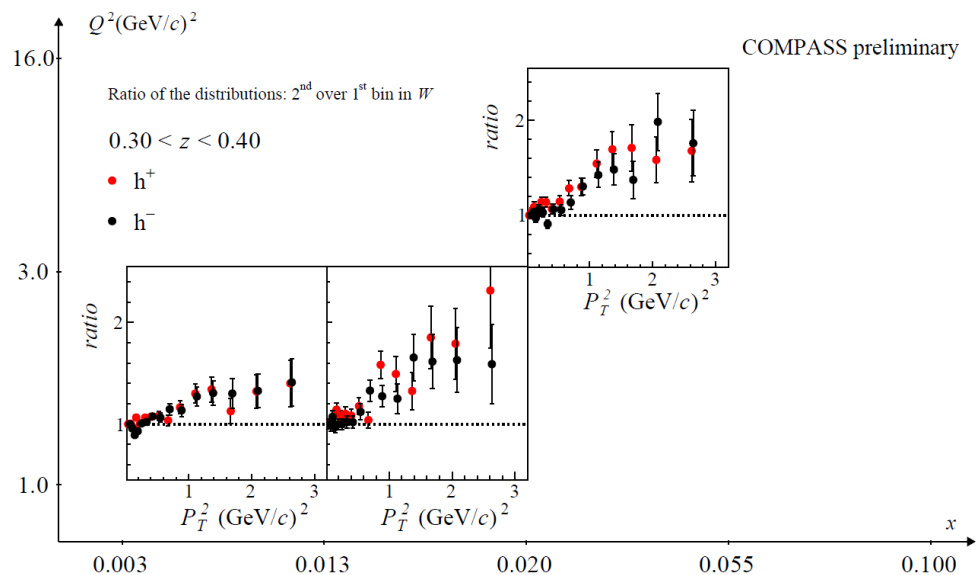 Q²(GeV/c)²
16.0
COMPASS preliminary
Ratio of the distributions: 2nd over 1st bin in W
0.30 < z < 0.40
h⁺
h⁻
ratio
2
1
1 2 3
P_T² (GeV/c)²
3.0
ratio
2
1
1 2 3
1 2 3
P_T² (GeV/c)²
P_T² (GeV/c)²
1.0
x
0.003 0.013 0.020 0.055 0.100